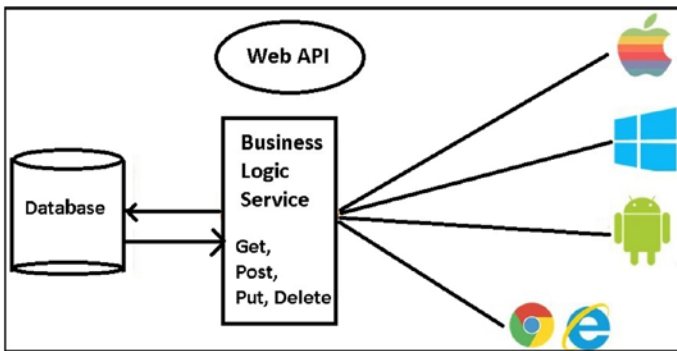 Web API
Business
Logic
Service
Database
Get,
Post,
Put, Delete